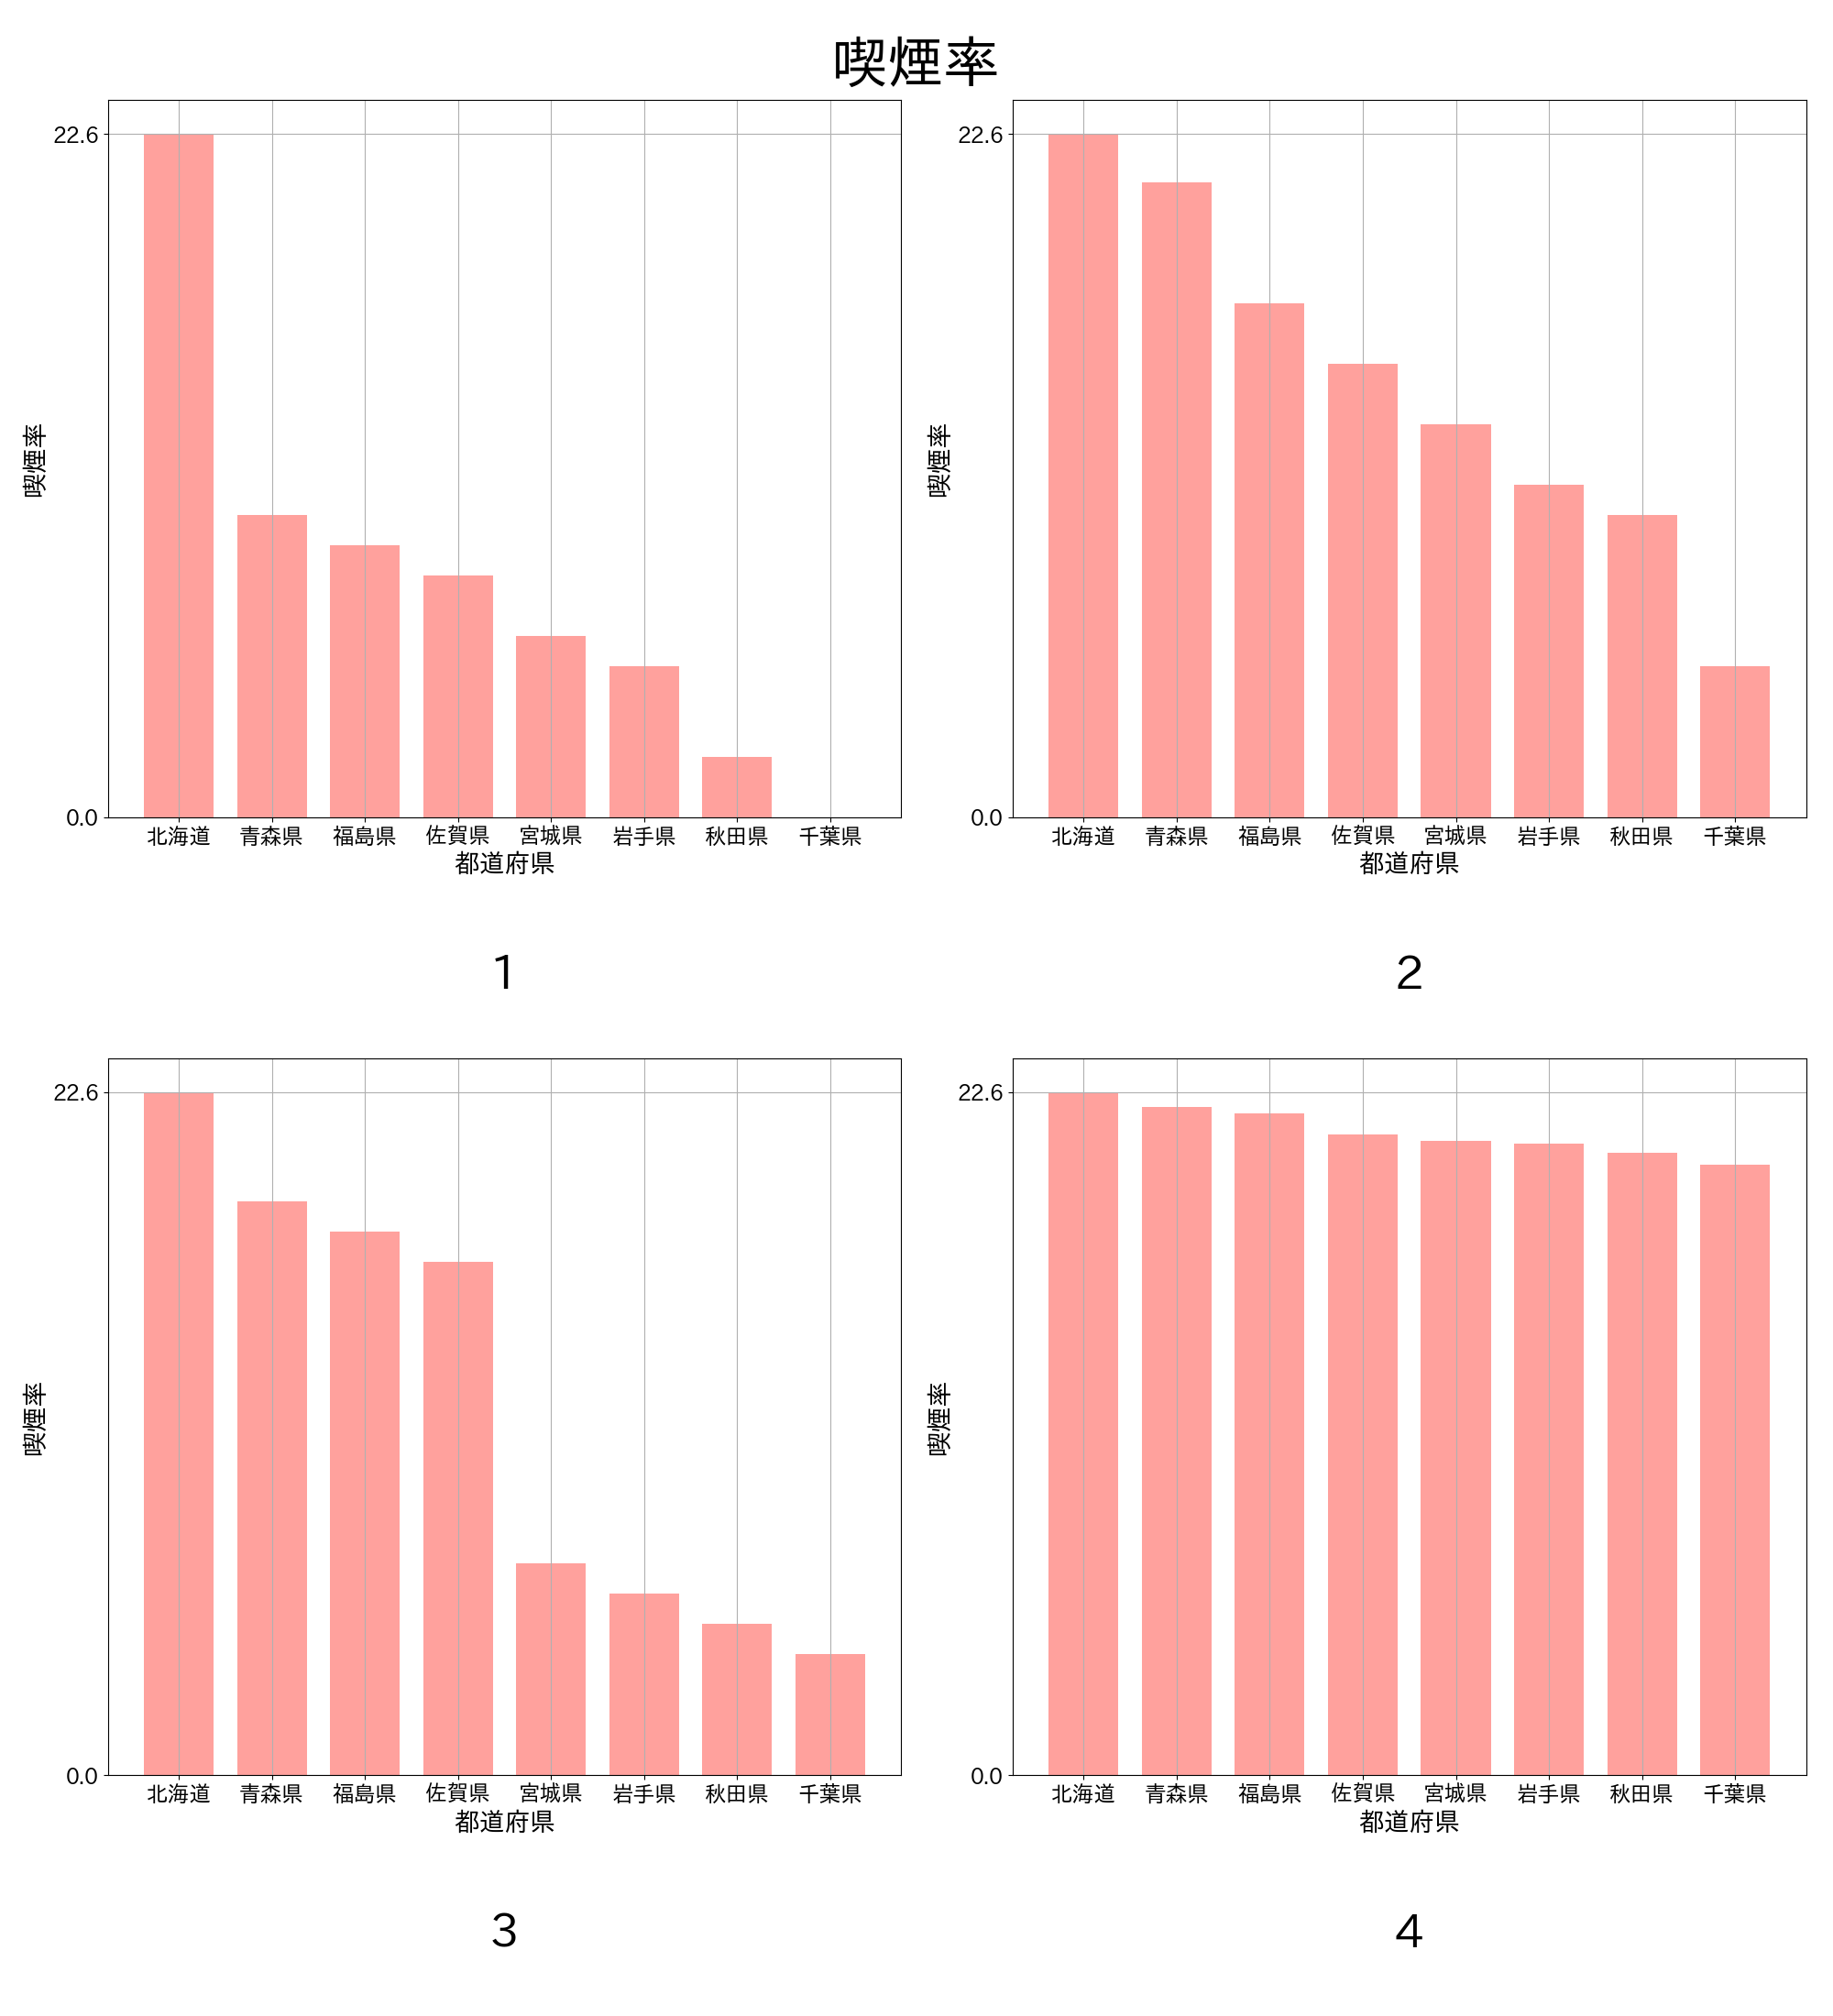 喫煙率
22.6
0.0
喫煙率
北海道 青森県 福島県 佐賀県 宮城県 岩手県 秋田県 千葉県
都道府県
1
22.6
0.0
喫煙率
北海道 青森県 福島県 佐賀県 宮城県 岩手県 秋田県 千葉県
都道府県
2
22.6
0.0
喫煙率
北海道 青森県 福島県 佐賀県 宮城県 岩手県 秋田県 千葉県
都道府県
3
22.6
0.0
喫煙率
北海道 青森県 福島県 佐賀県 宮城県 岩手県 秋田県 千葉県
都道府県
4